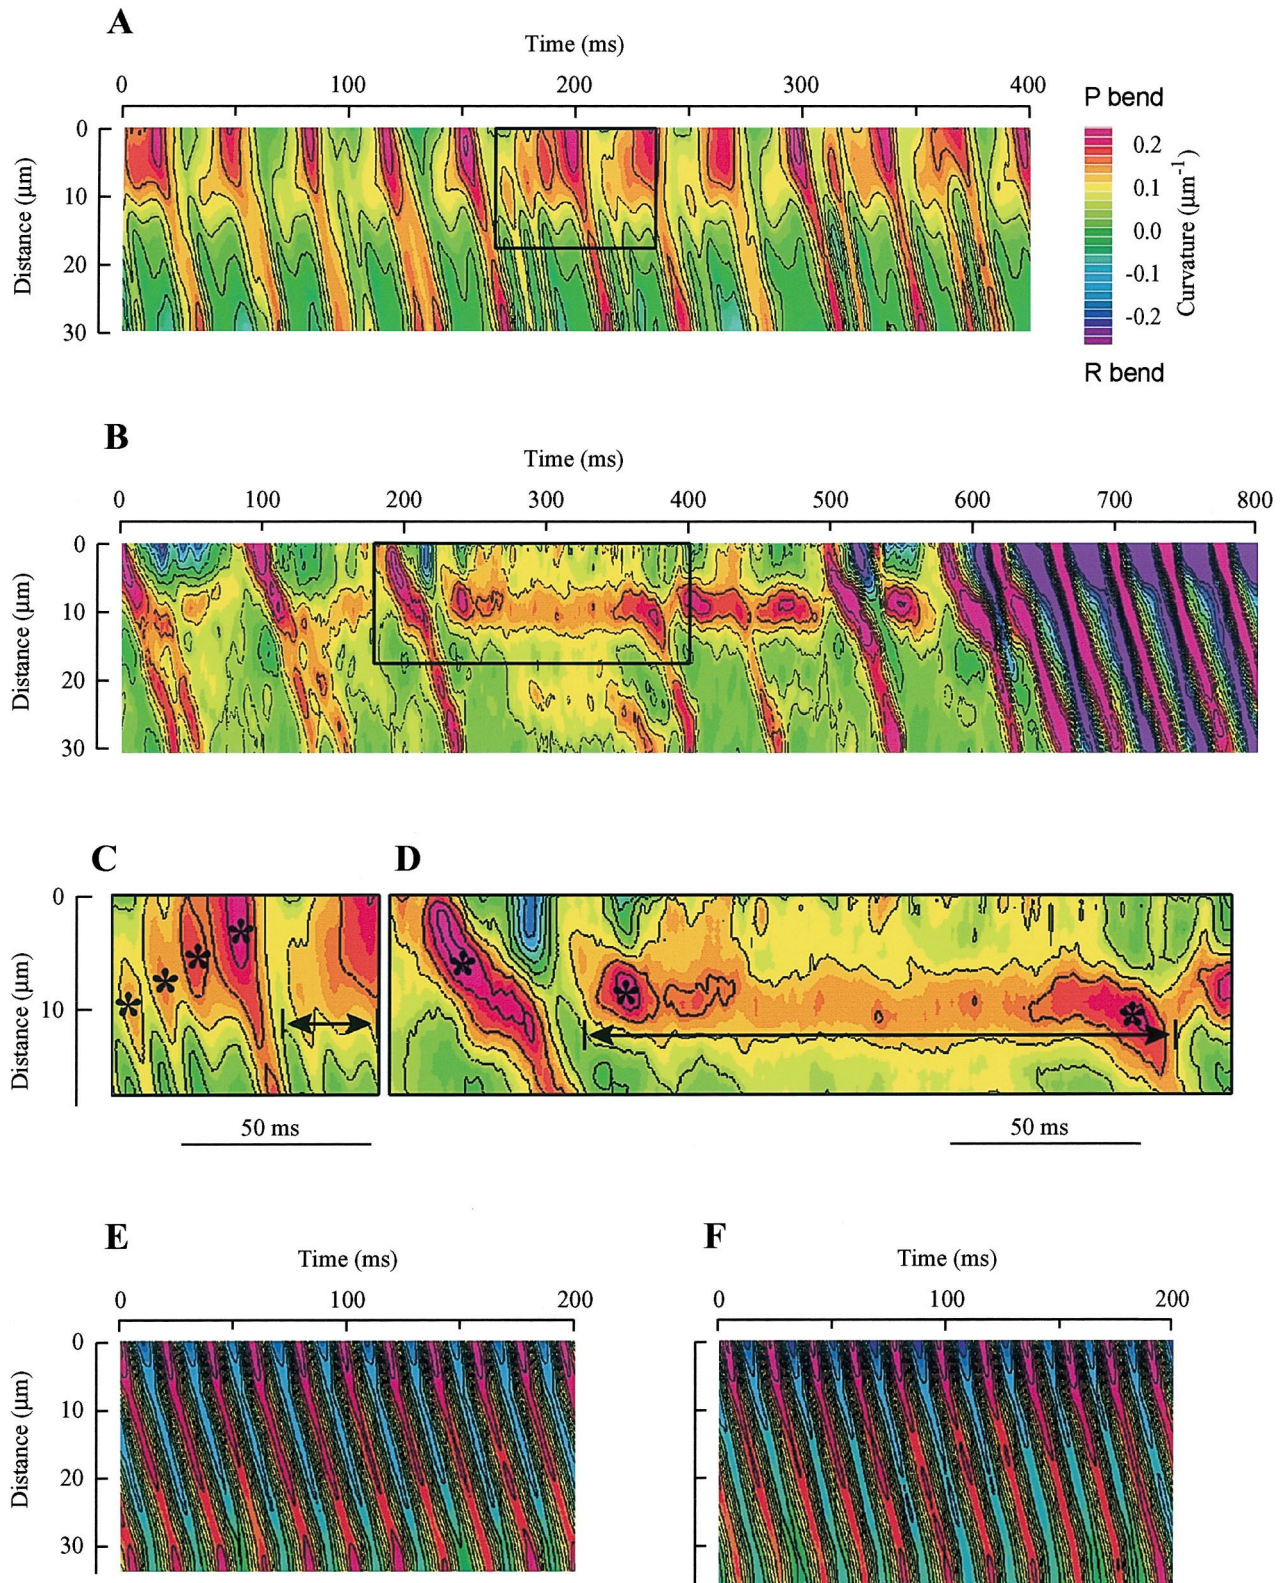 A
Time (ms)
0 100 200 300 400
P bend
Distance (µm)
0
10
20
30
0.2
0.1
0.0
-0.1
-0.2
Curvature (µm⁻¹)
R bend
B
Time (ms)
0 100 200 300 400 500 600 700 800
Distance (µm)
0
10
20
30
C
D
Distance (µm)
0
10
* * * *
* * *
50 ms
50 ms
E
Time (ms)
0 100 200
Distance (µm)
0
10
20
30
F
Time (ms)
0 100 200